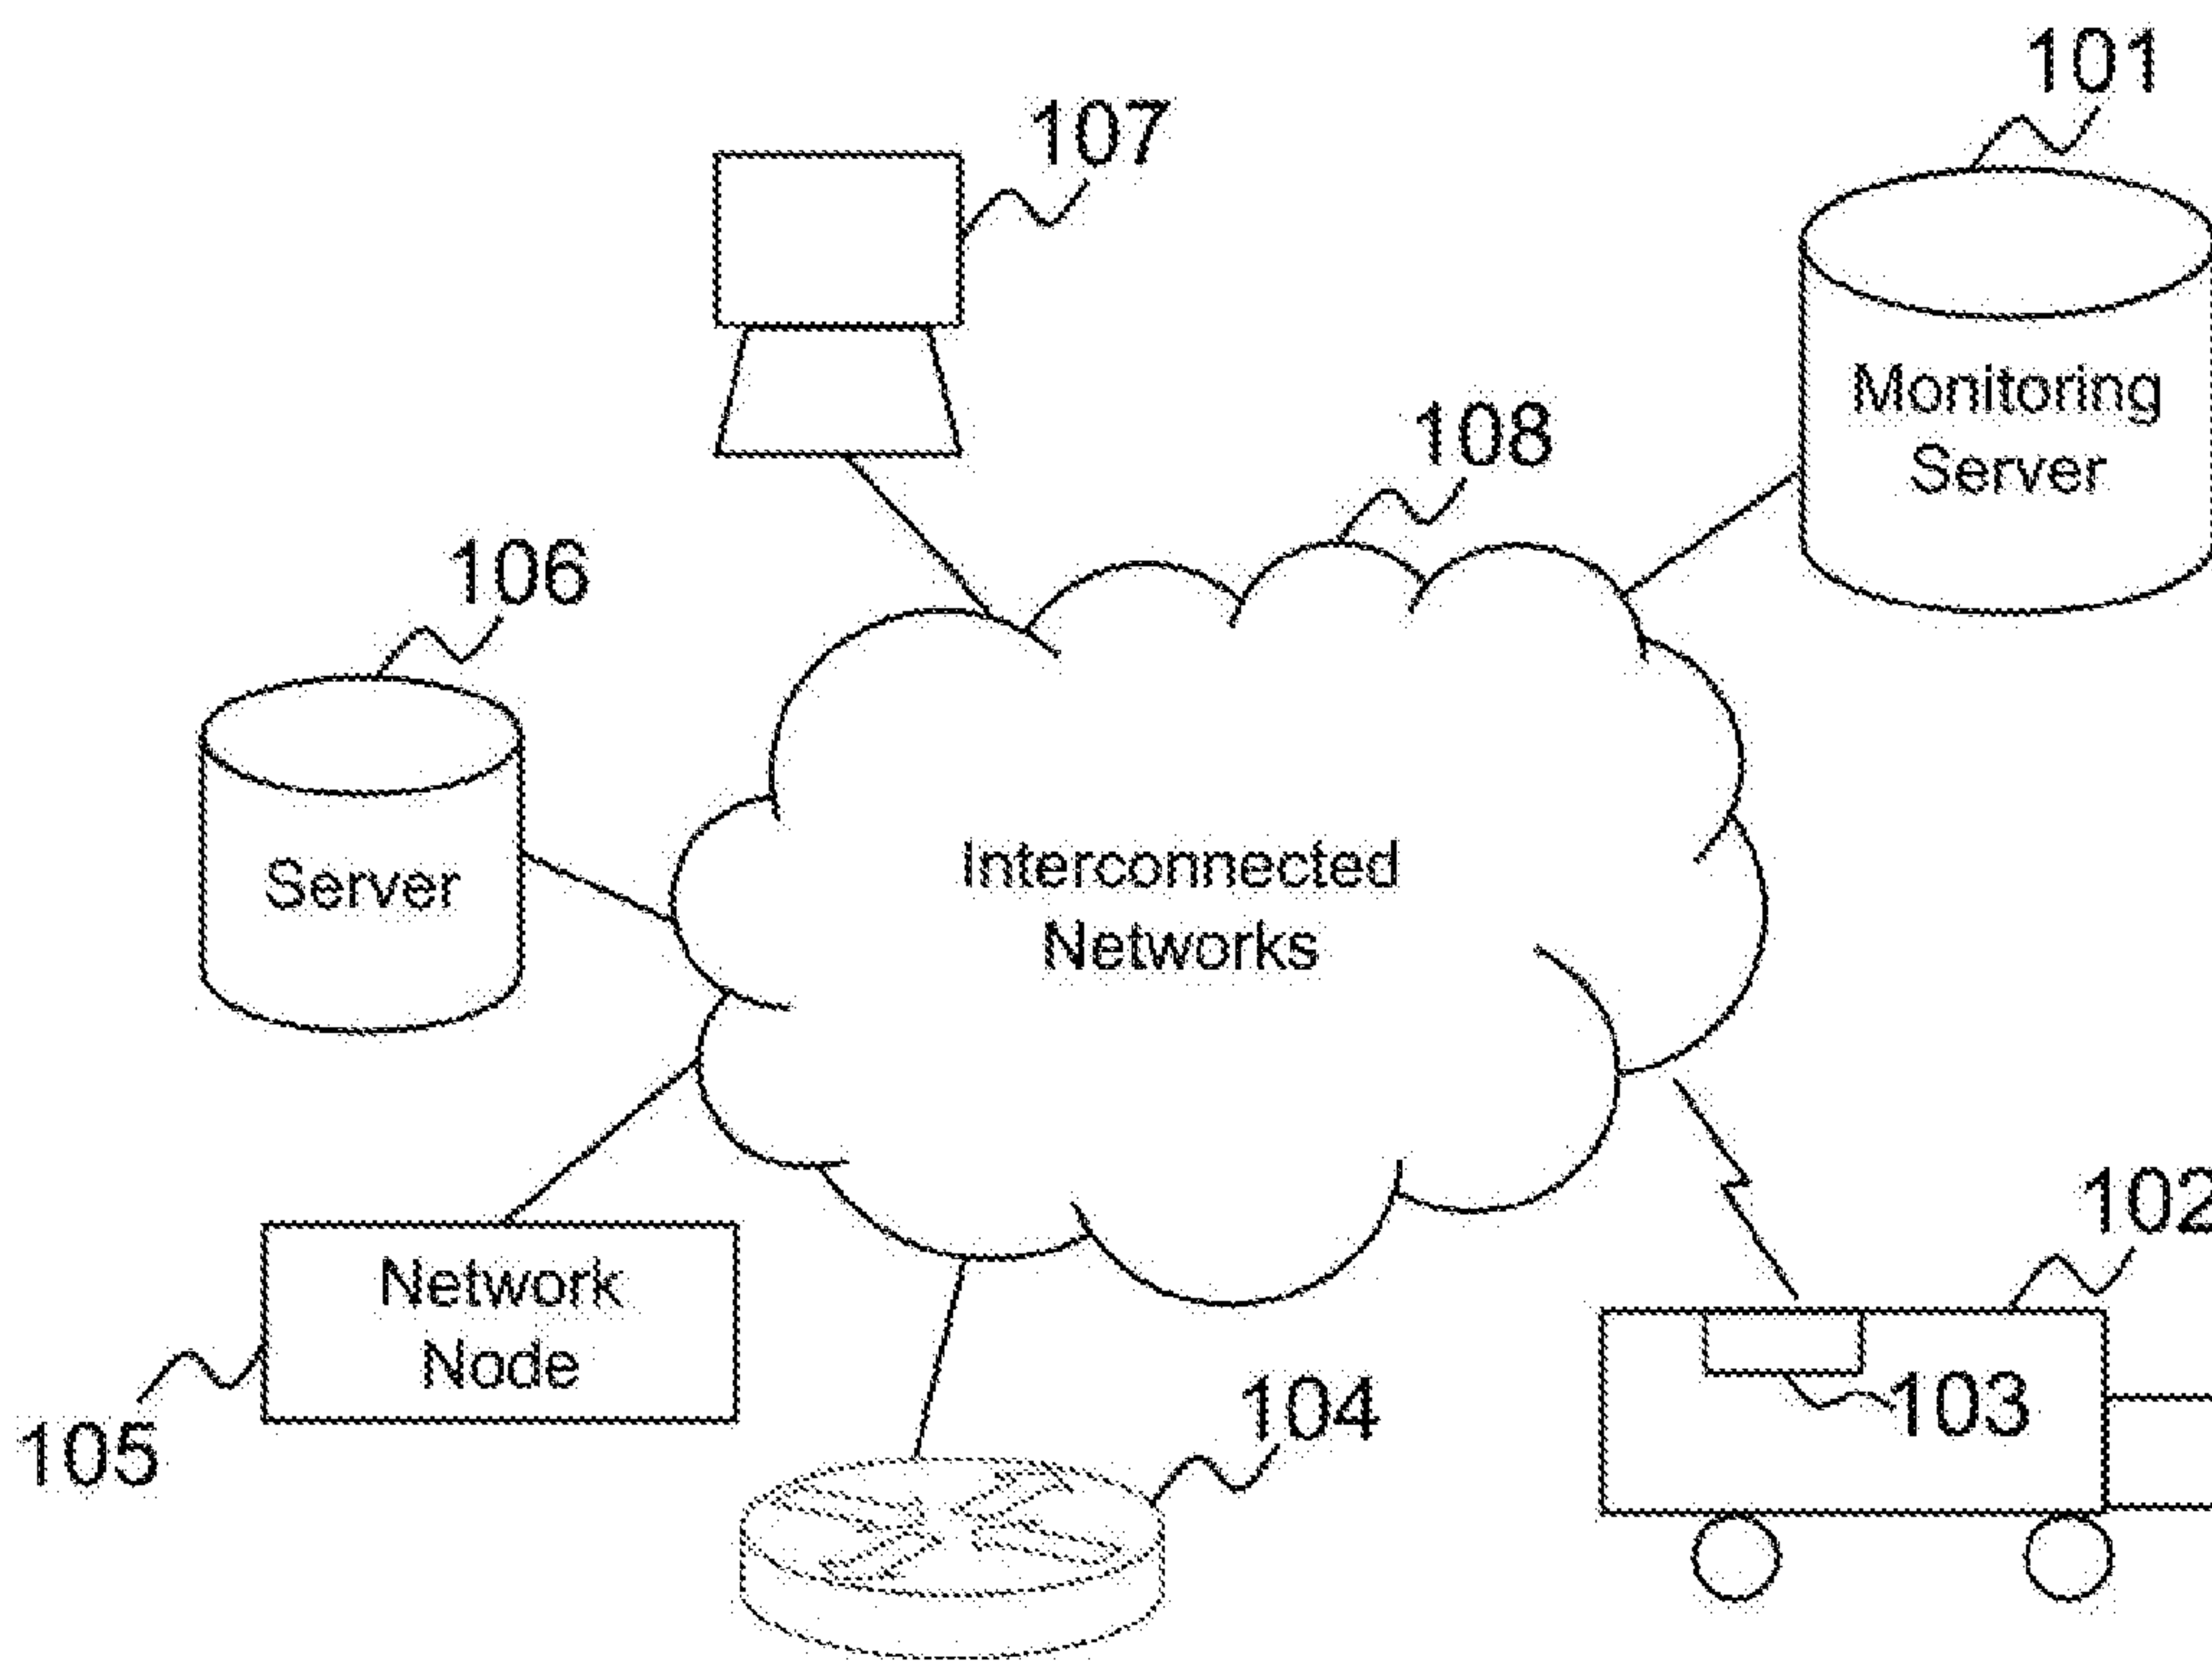 101
107
Monitoring
Server
108
106
Server
Interconnected
Networks
102
Network
Node
103
104
105